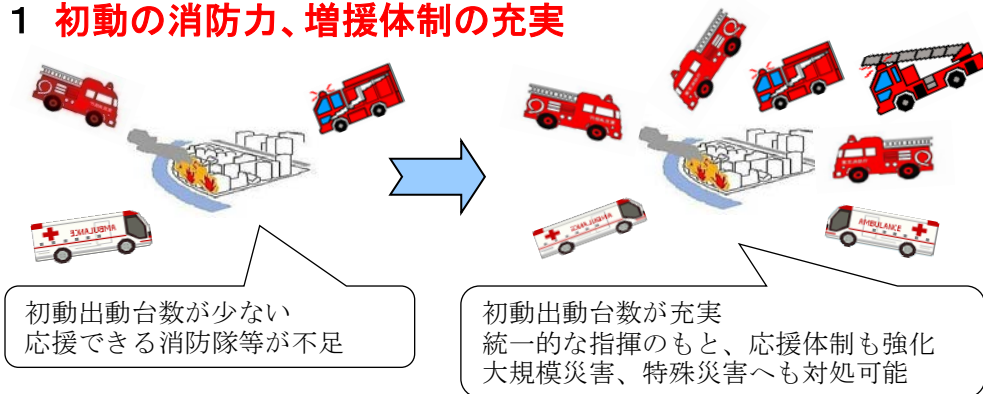 1 初動の消防力、増援体制の充実
AMBULANCE
AMBULANCE
AMBULANCE
初動出動台数が少ない
応援できる消防隊等が不足
初動出動台数が充実
統一的な指揮のもと、応援体制も強化
大規模災害、特殊災害へも対処可能